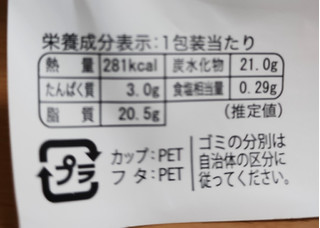 栄養成分表示:1包装当たり
熱量 281kcal 炭水化物 21.0g
たんぱく質 3.0g 食塩相当量 0.29g
脂質 20.5g (推定値)
プラ
カップ:PET
フタ:PET
ゴミの分別は
自治体の区分に
従ってください。